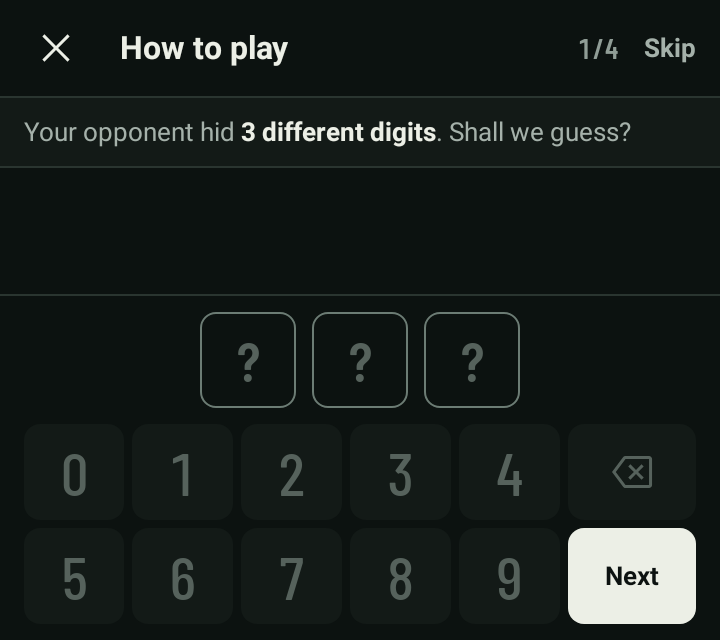 How to play
1/4
Skip
Your opponent hid 3 different digits. Shall we guess?
? ? ?
0 1 2 3 4
5 6 7 8 9 Next